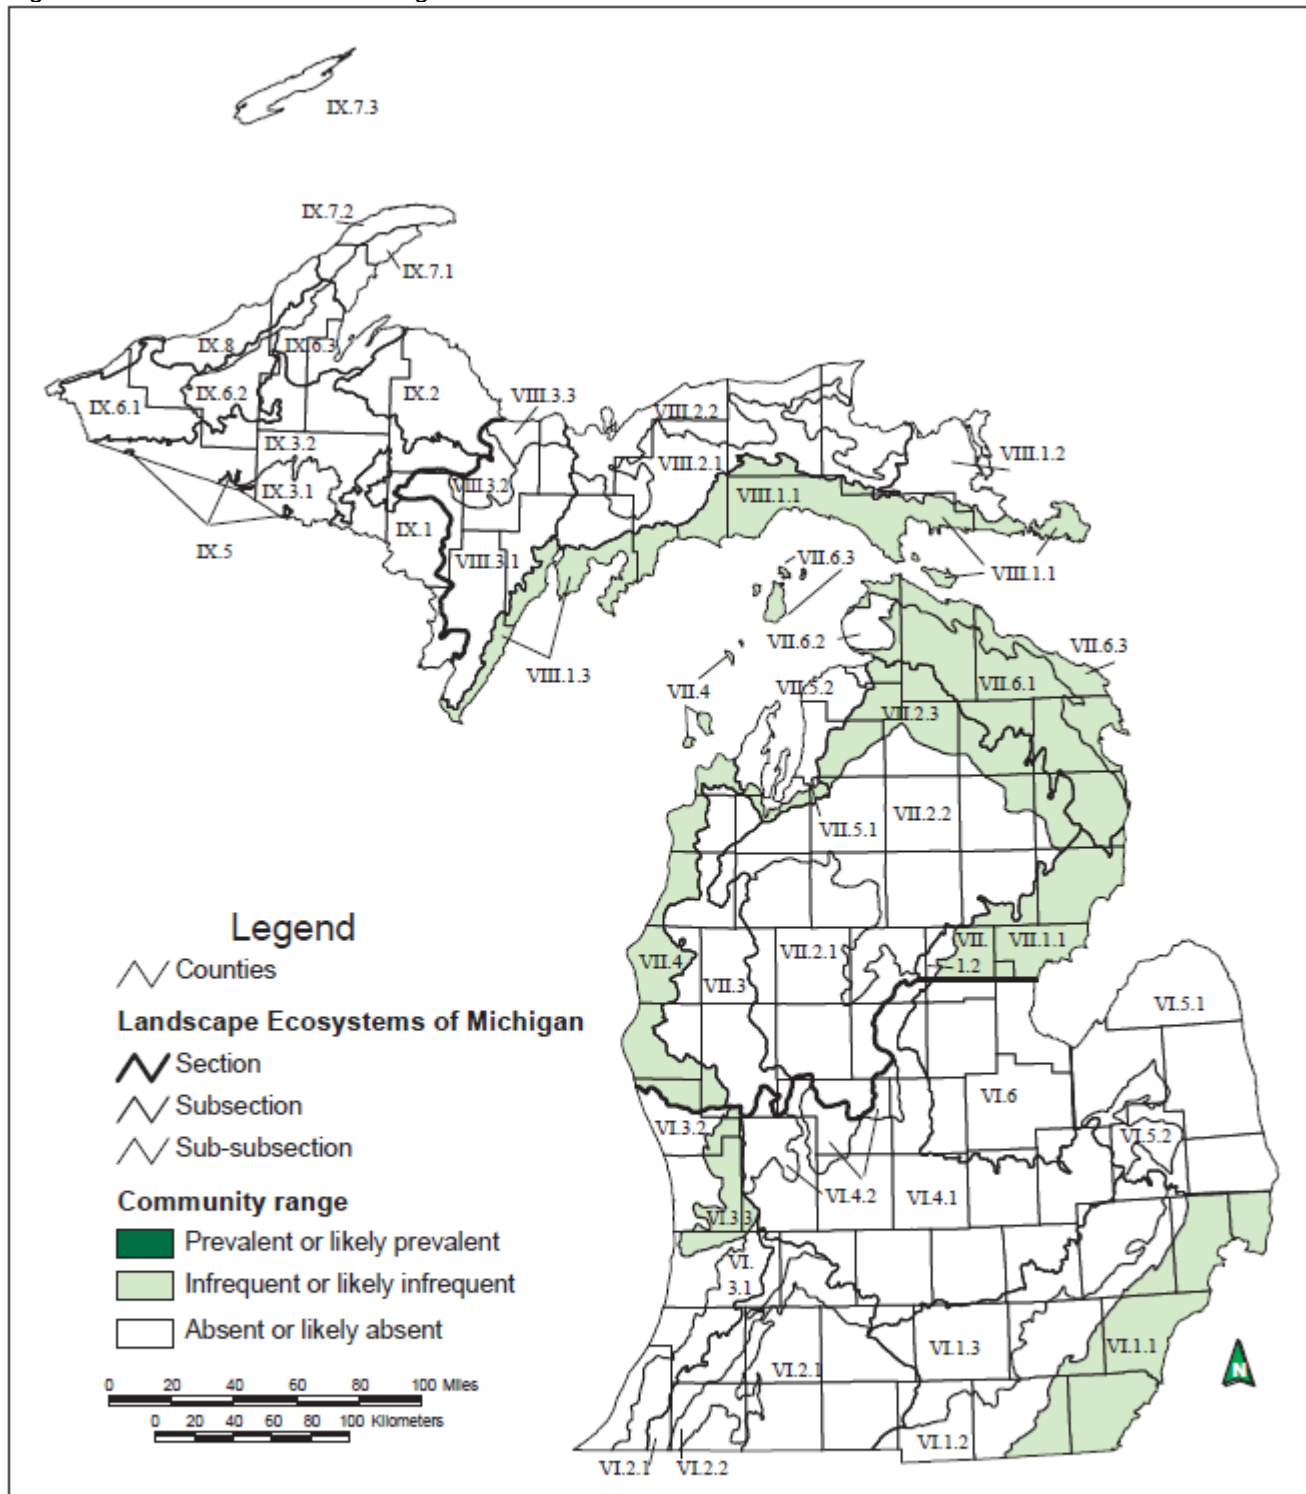 IX.7.3
IX.7.2
IX.7.1
IX.8
IX.6.3
IX.6.2
IX.6.1
IX.2
VIII.3.3
VIII.2.2
VIII.2.1
VIII.1.2
IX.3.2
IX.3.1
VIII.3.2
VIII.1.1
IX.1
IX.5
VIII.3.1
VII.6.3
VIII.1.1
VII.6.2
VII.6.3
VIII.1.3
VII.4
VII.5.2
VII.6.1
VII.2.3
VII.5.1
VII.2.2
VII.4
VII.3
VII.2.1
VII.
1.2
VII.1.1
VI.5.1
VI.6
VI.3.2
VI.5.2
VI.4.2
VI.4.1
VI.3.3
VI.
3.1
VI.1.3
VI.1.1
VI.2.1
VI.1.2
VI.2.1
VI.2.2
N
Legend
Counties
Landscape Ecosystems of Michigan
Section
Subsection
Sub-subsection
Community range
Prevalent or likely prevalent
Infrequent or likely infrequent
Absent or likely absent
0 20 40 60 80 100 Miles
0 20 40 60 80 100 Kilometers